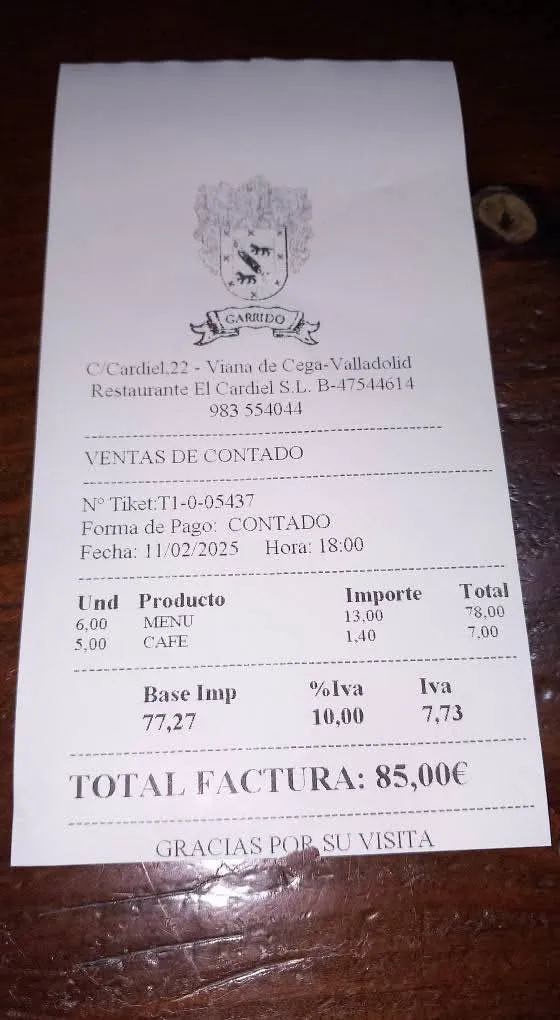 GARRIDO
C/Cardiel,22 - Viana de Cega-Valladolid
Restaurante El Cardiel S.L. B-47544614
983 554044
VENTAS DE CONTADO
Nº Tiket:T1-0-05437
Forma de Pago: CONTADO
Fecha: 11/02/2025 Hora: 18:00
Und Producto Importe Total
6,00 MENU 13,00 78,00
5,00 CAFE 1,40 7,00
Base Imp %Iva Iva
77,27 10,00 7,73
TOTAL FACTURA: 85,00€
GRACIAS POR SU VISITA